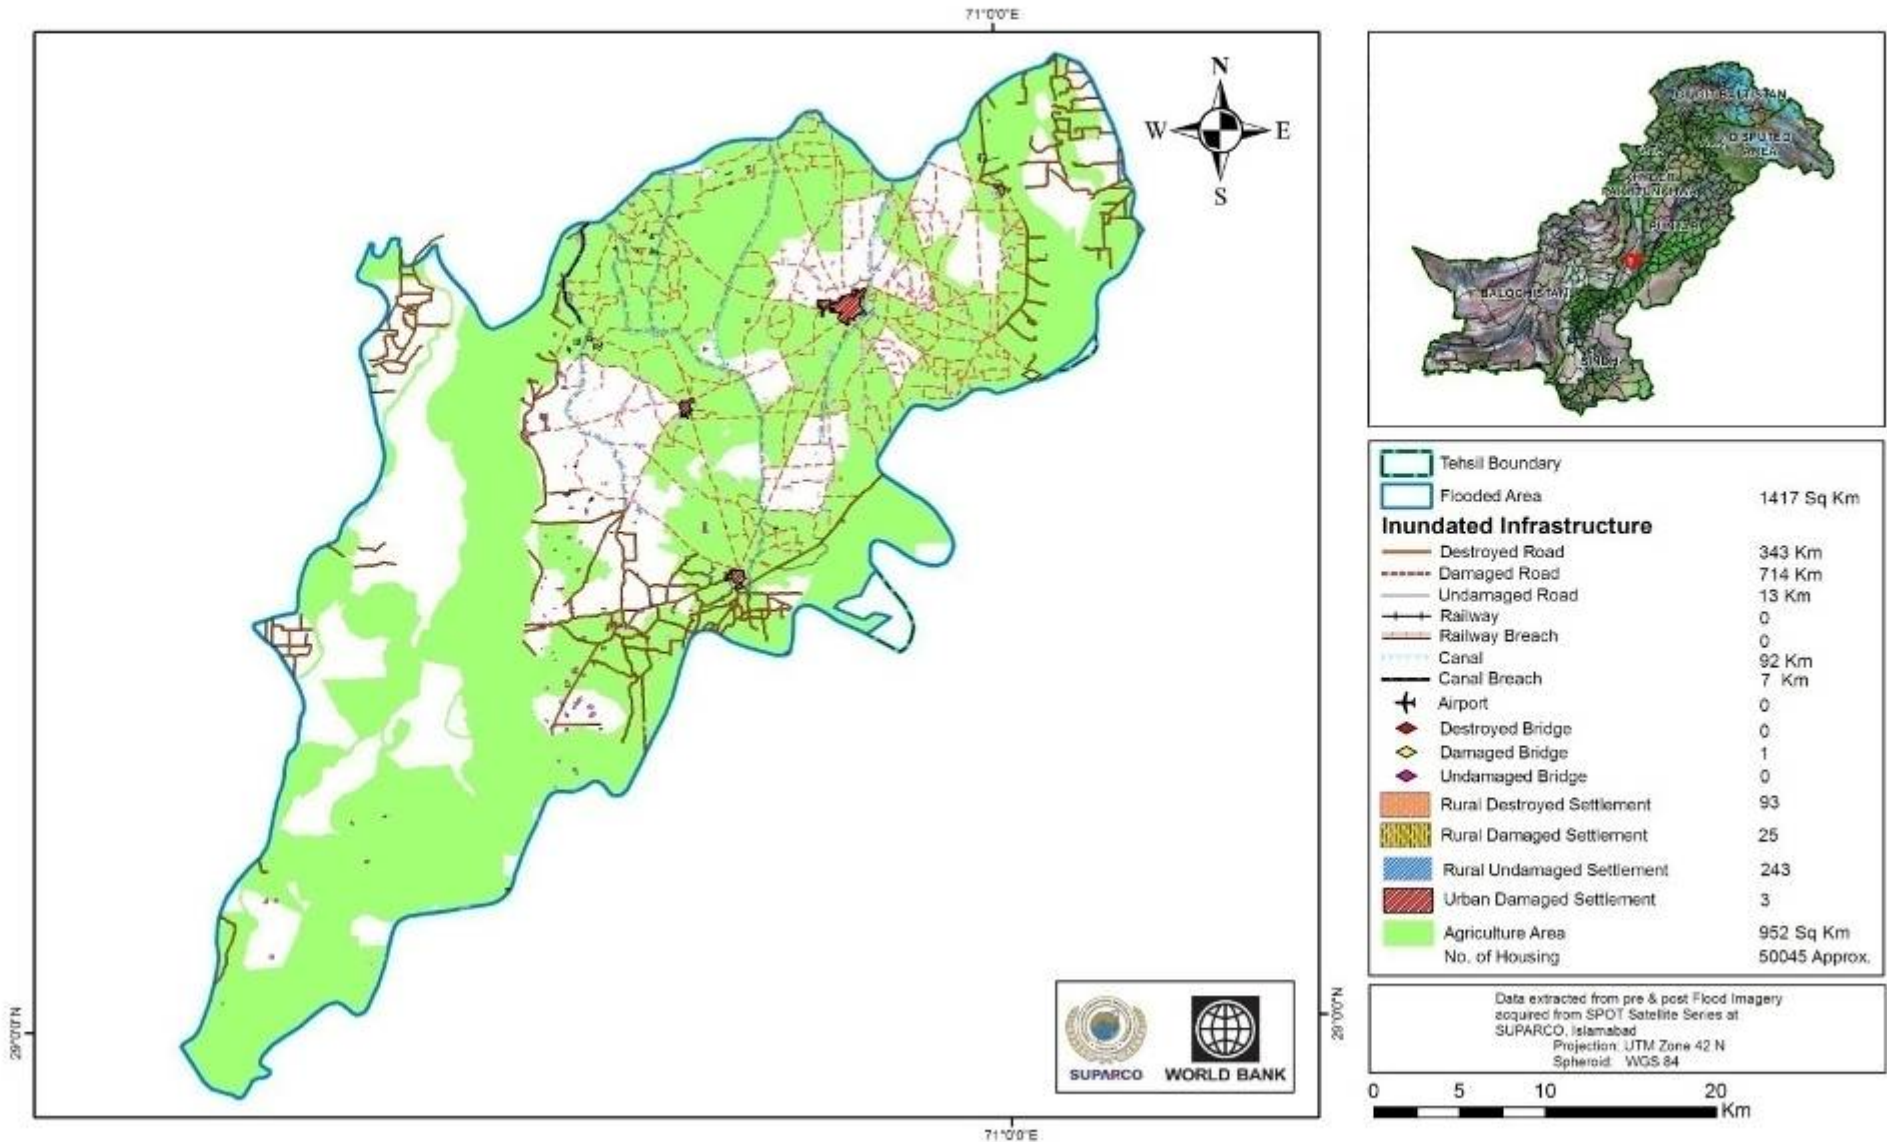 71°0'0"E
N
W E
S
29°0'0"N
29°0'0"N
71°0'0"E
SUPARCO WORLD BANK
DISPUTED
AREA
BALOCHISTAN
SINDH
Tehsil Boundary
Flooded Area 1417 Sq Km
Inundated Infrastructure
Destroyed Road 343 Km
Damaged Road 714 Km
Undamaged Road 13 Km
Railway 0
Railway Breach 0
Canal 92 Km
Canal Breach 7 Km
Airport 0
Destroyed Bridge 0
Damaged Bridge 1
Undamaged Bridge 0
Rural Destroyed Settlement 93
Rural Damaged Settlement 25
Rural Undamaged Settlement 243
Urban Damaged Settlement 3
Agriculture Area 952 Sq Km
No. of Housing 50045 Approx.
Data extracted from pre & post Flood Imagery
acquired from SPOT Satellite Series at
SUPARCO, Islamabad
Projection: UTM Zone 42 N
Spheroid: WGS 84
0 5 10 20
Km